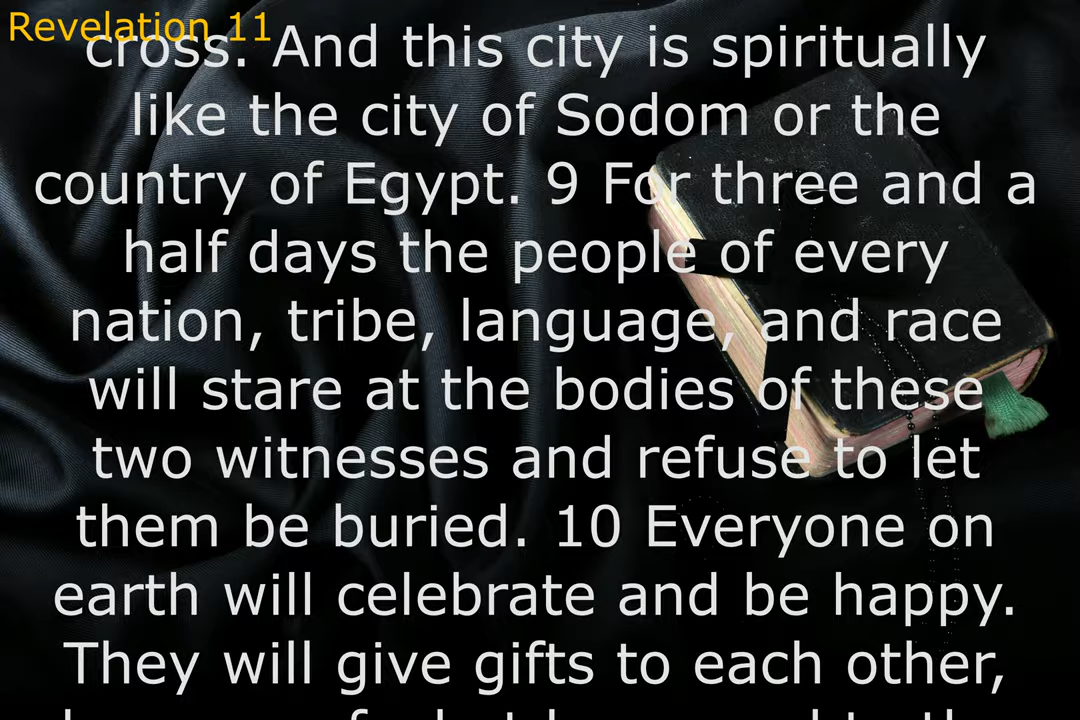 Revelation 11
cross. And this city is spiritually
like the city of Sodom or the
country of Egypt. 9 For three and a
half days the people of every
nation, tribe, language, and race
will stare at the bodies of these
two witnesses and refuse to let
them be buried. 10 Everyone on
earth will celebrate and be happy.
They will give gifts to each other,